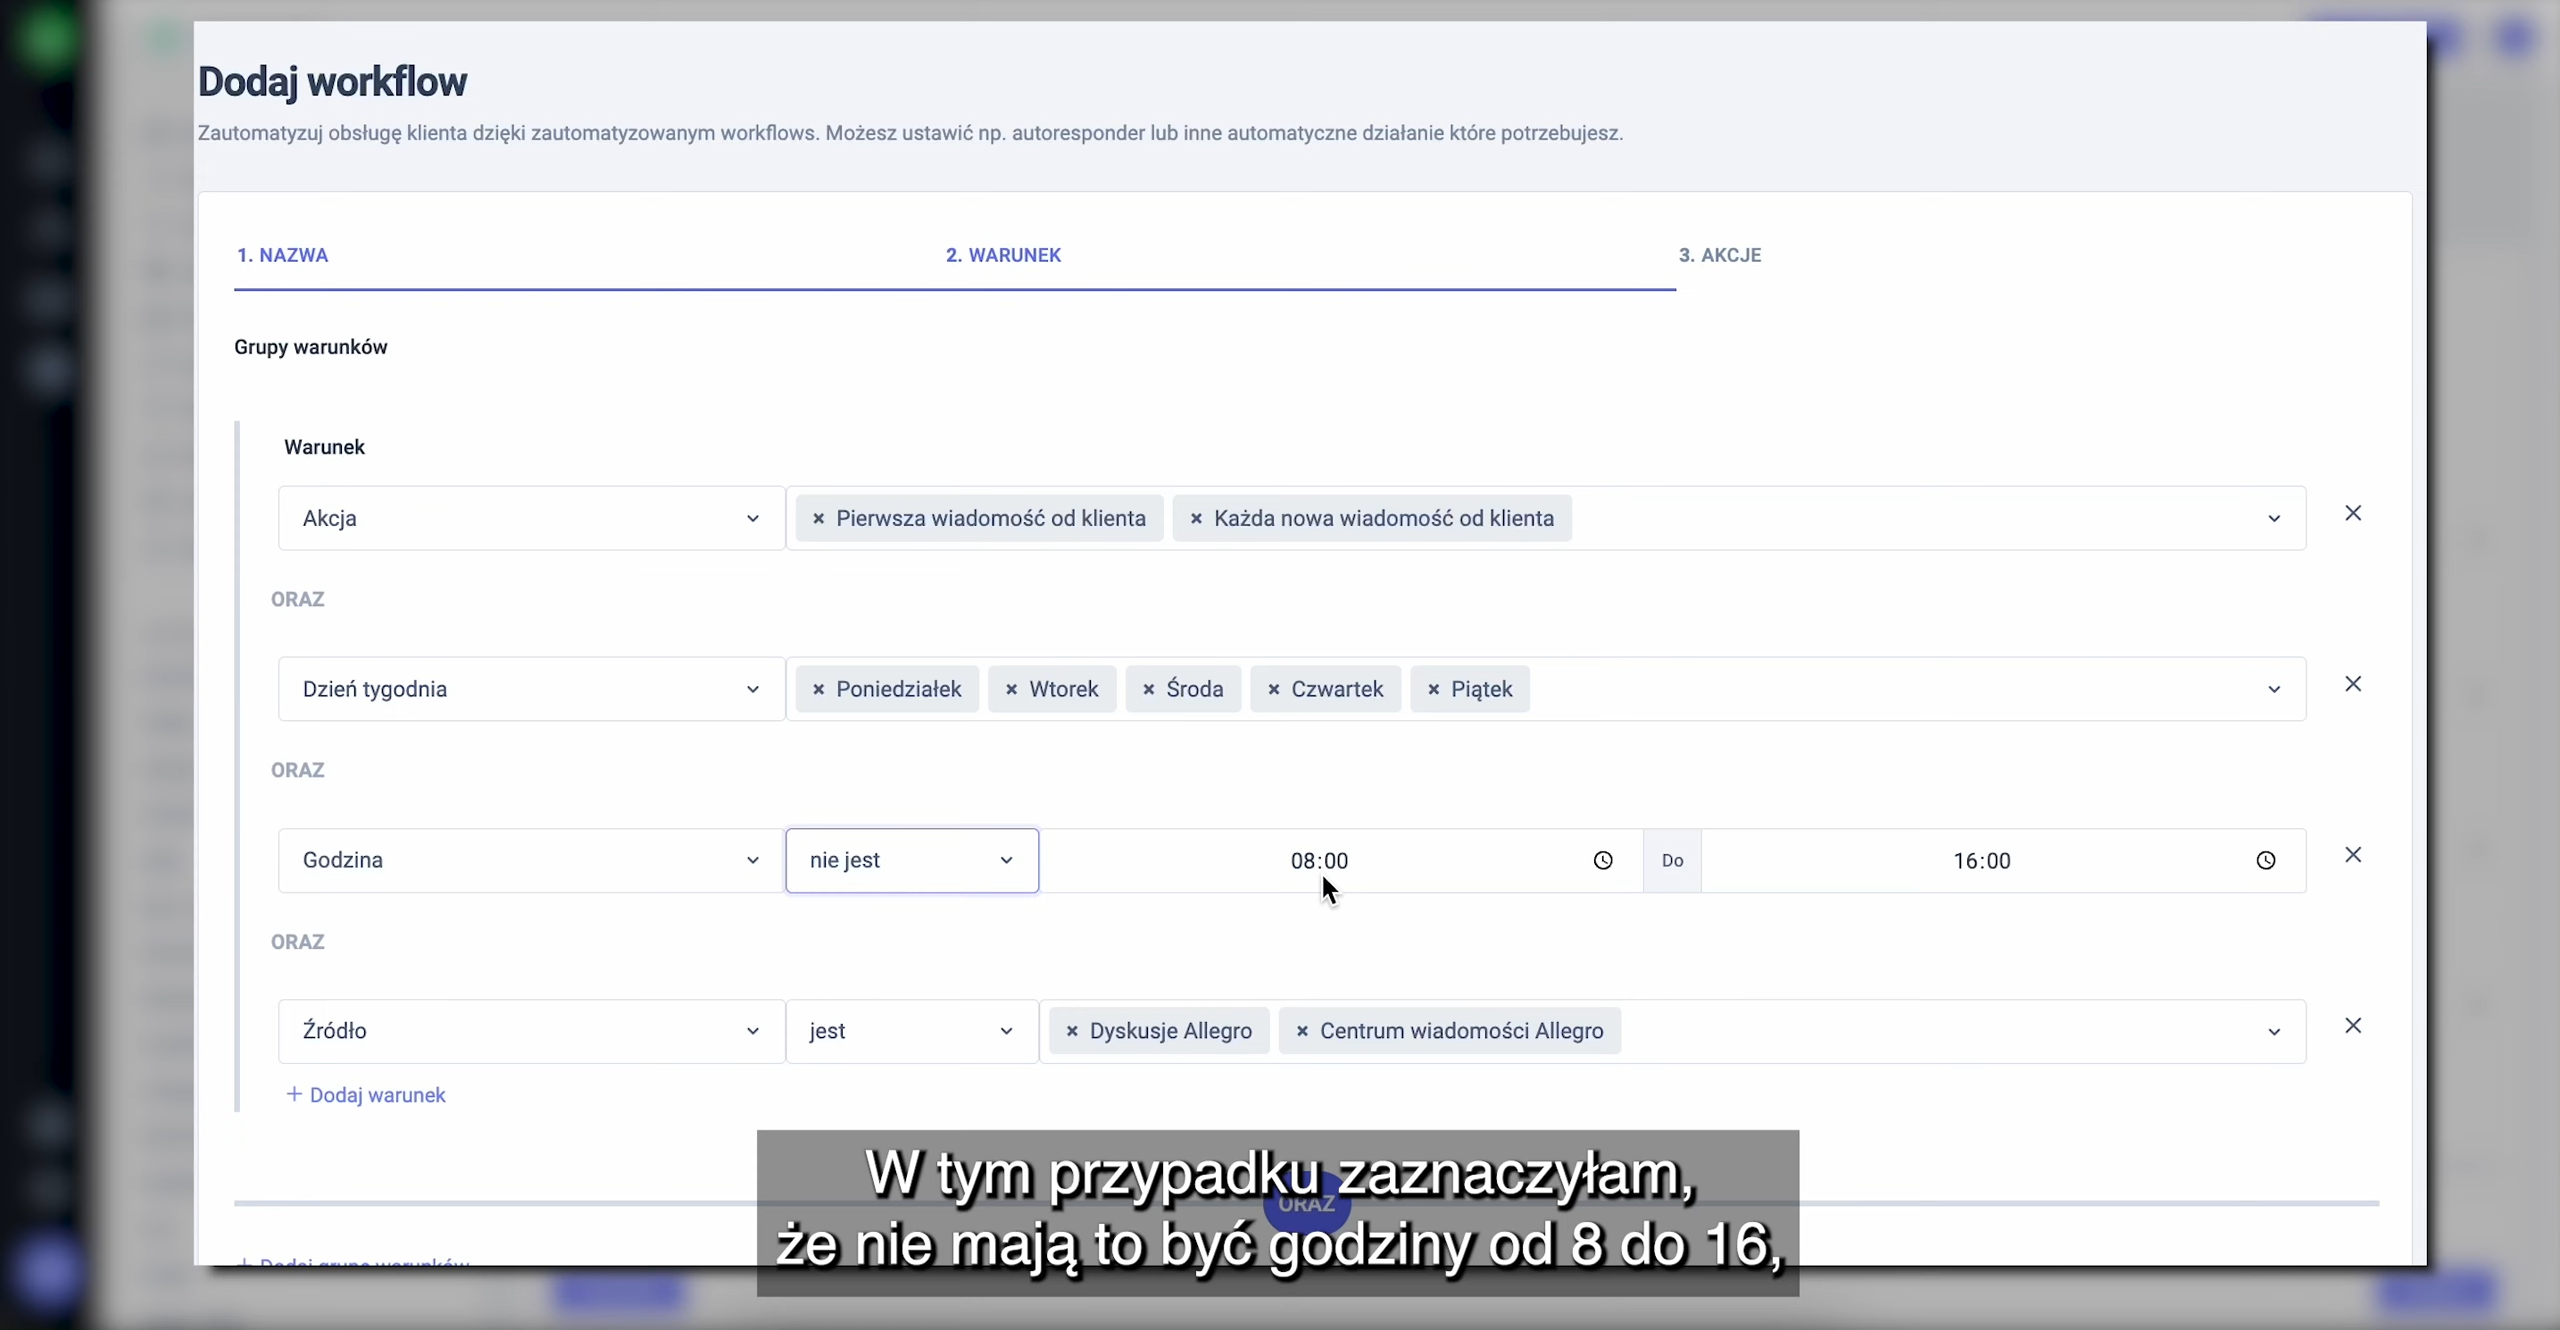 Dodaj workflow
Zautomatyzuj obsługę klienta dzięki zautomatyzowanym workflows. Możesz ustawić np. autoresponder lub inne automatyczne działanie które potrzebujesz.
1. NAZWA 2. WARUNEK 3. AKCJE
Grupy warunków
Warunek
Akcja × Pierwsza wiadomość od klienta × Każda nowa wiadomość od klienta
ORAZ
Dzień tygodnia × Poniedziałek × Wtorek × Środa × Czwartek × Piątek
ORAZ
Godzina nie jest 08:00 Do 16:00
ORAZ
Źródło jest × Dyskusje Allegro × Centrum wiadomości Allegro
+ Dodaj warunek
ORAZ
W tym przypadku zaznaczyłam,
że nie mają to być godziny od 8 do 16,
+ Dodaj grupę warunków